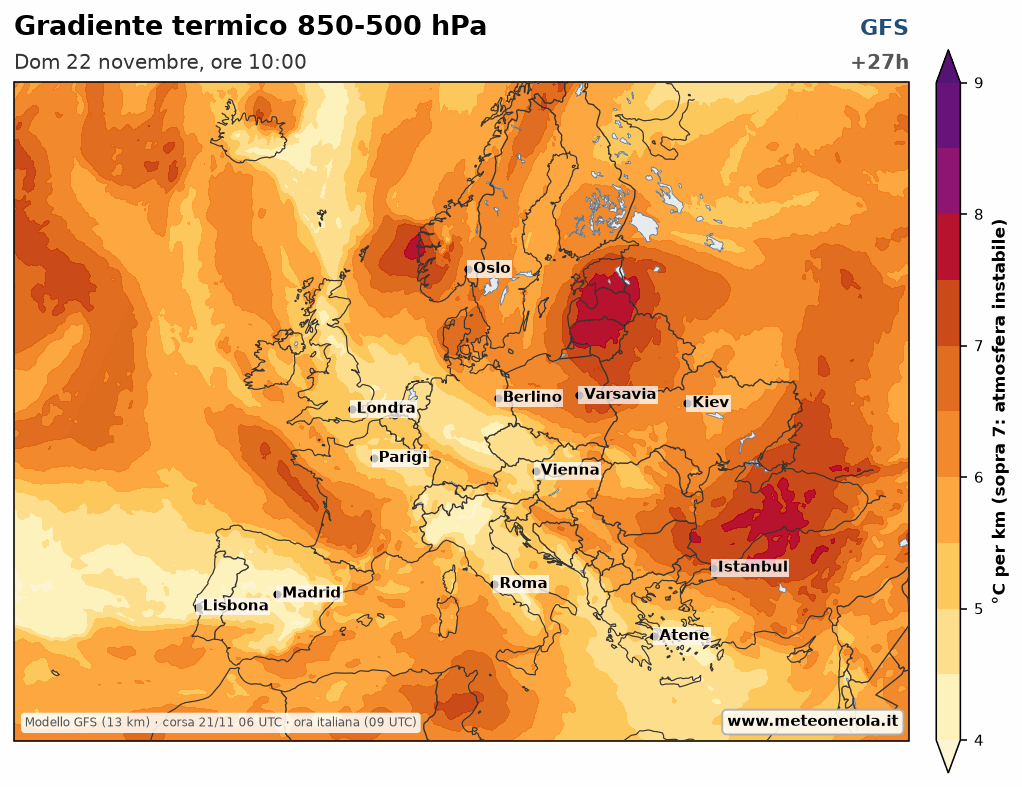 Gradiente termico 850-500 hPa
GFS
Dom 22 novembre, ore 10:00
+27h
9
8
7
6
5
4
°C per km (sopra 7: atmosfera instabile)
Oslo
Berlino
Varsavia
Kiev
Londra
Parigi
Vienna
Istanbul
Roma
Madrid
Lisbona
Atene
Modello GFS (13 km) · corsa 21/11 06 UTC · ora italiana (09 UTC)
www.meteonerola.it